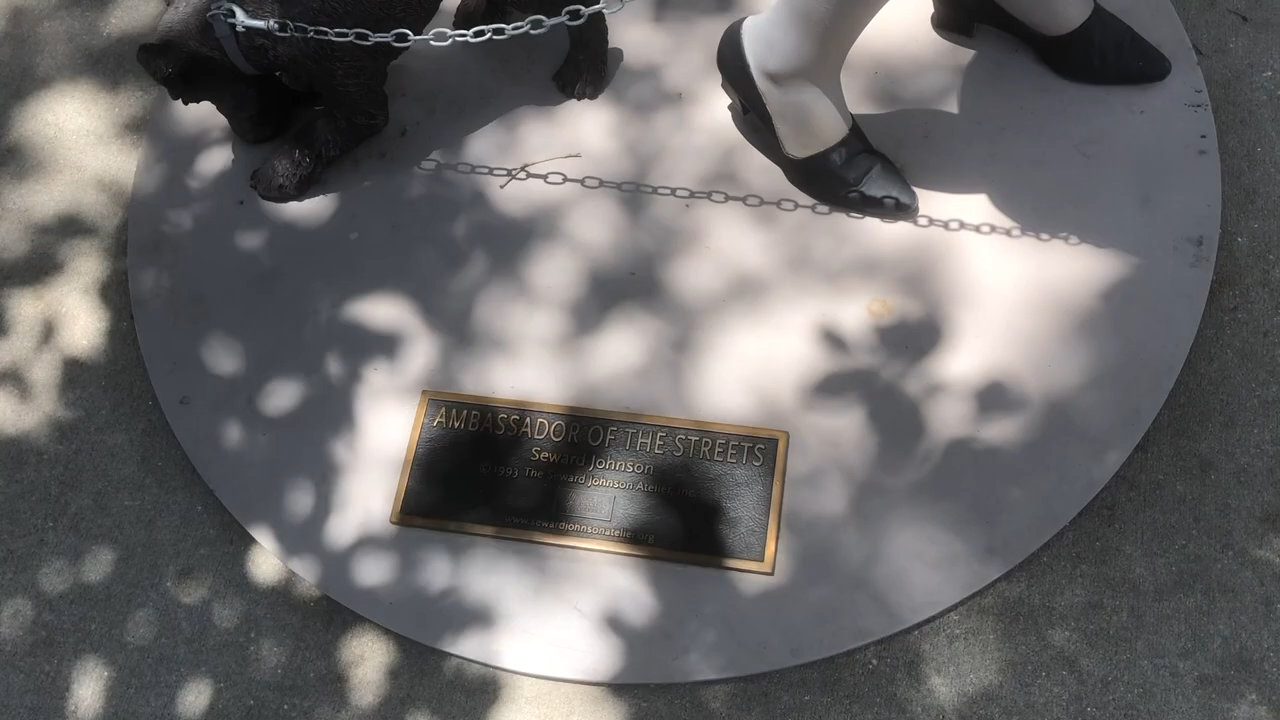 AMBASSADOR OF THE STREETS
Seward Johnson
©1993 The Seward Johnson Atelier, Inc.
www.sewardjohnsonatelier.org